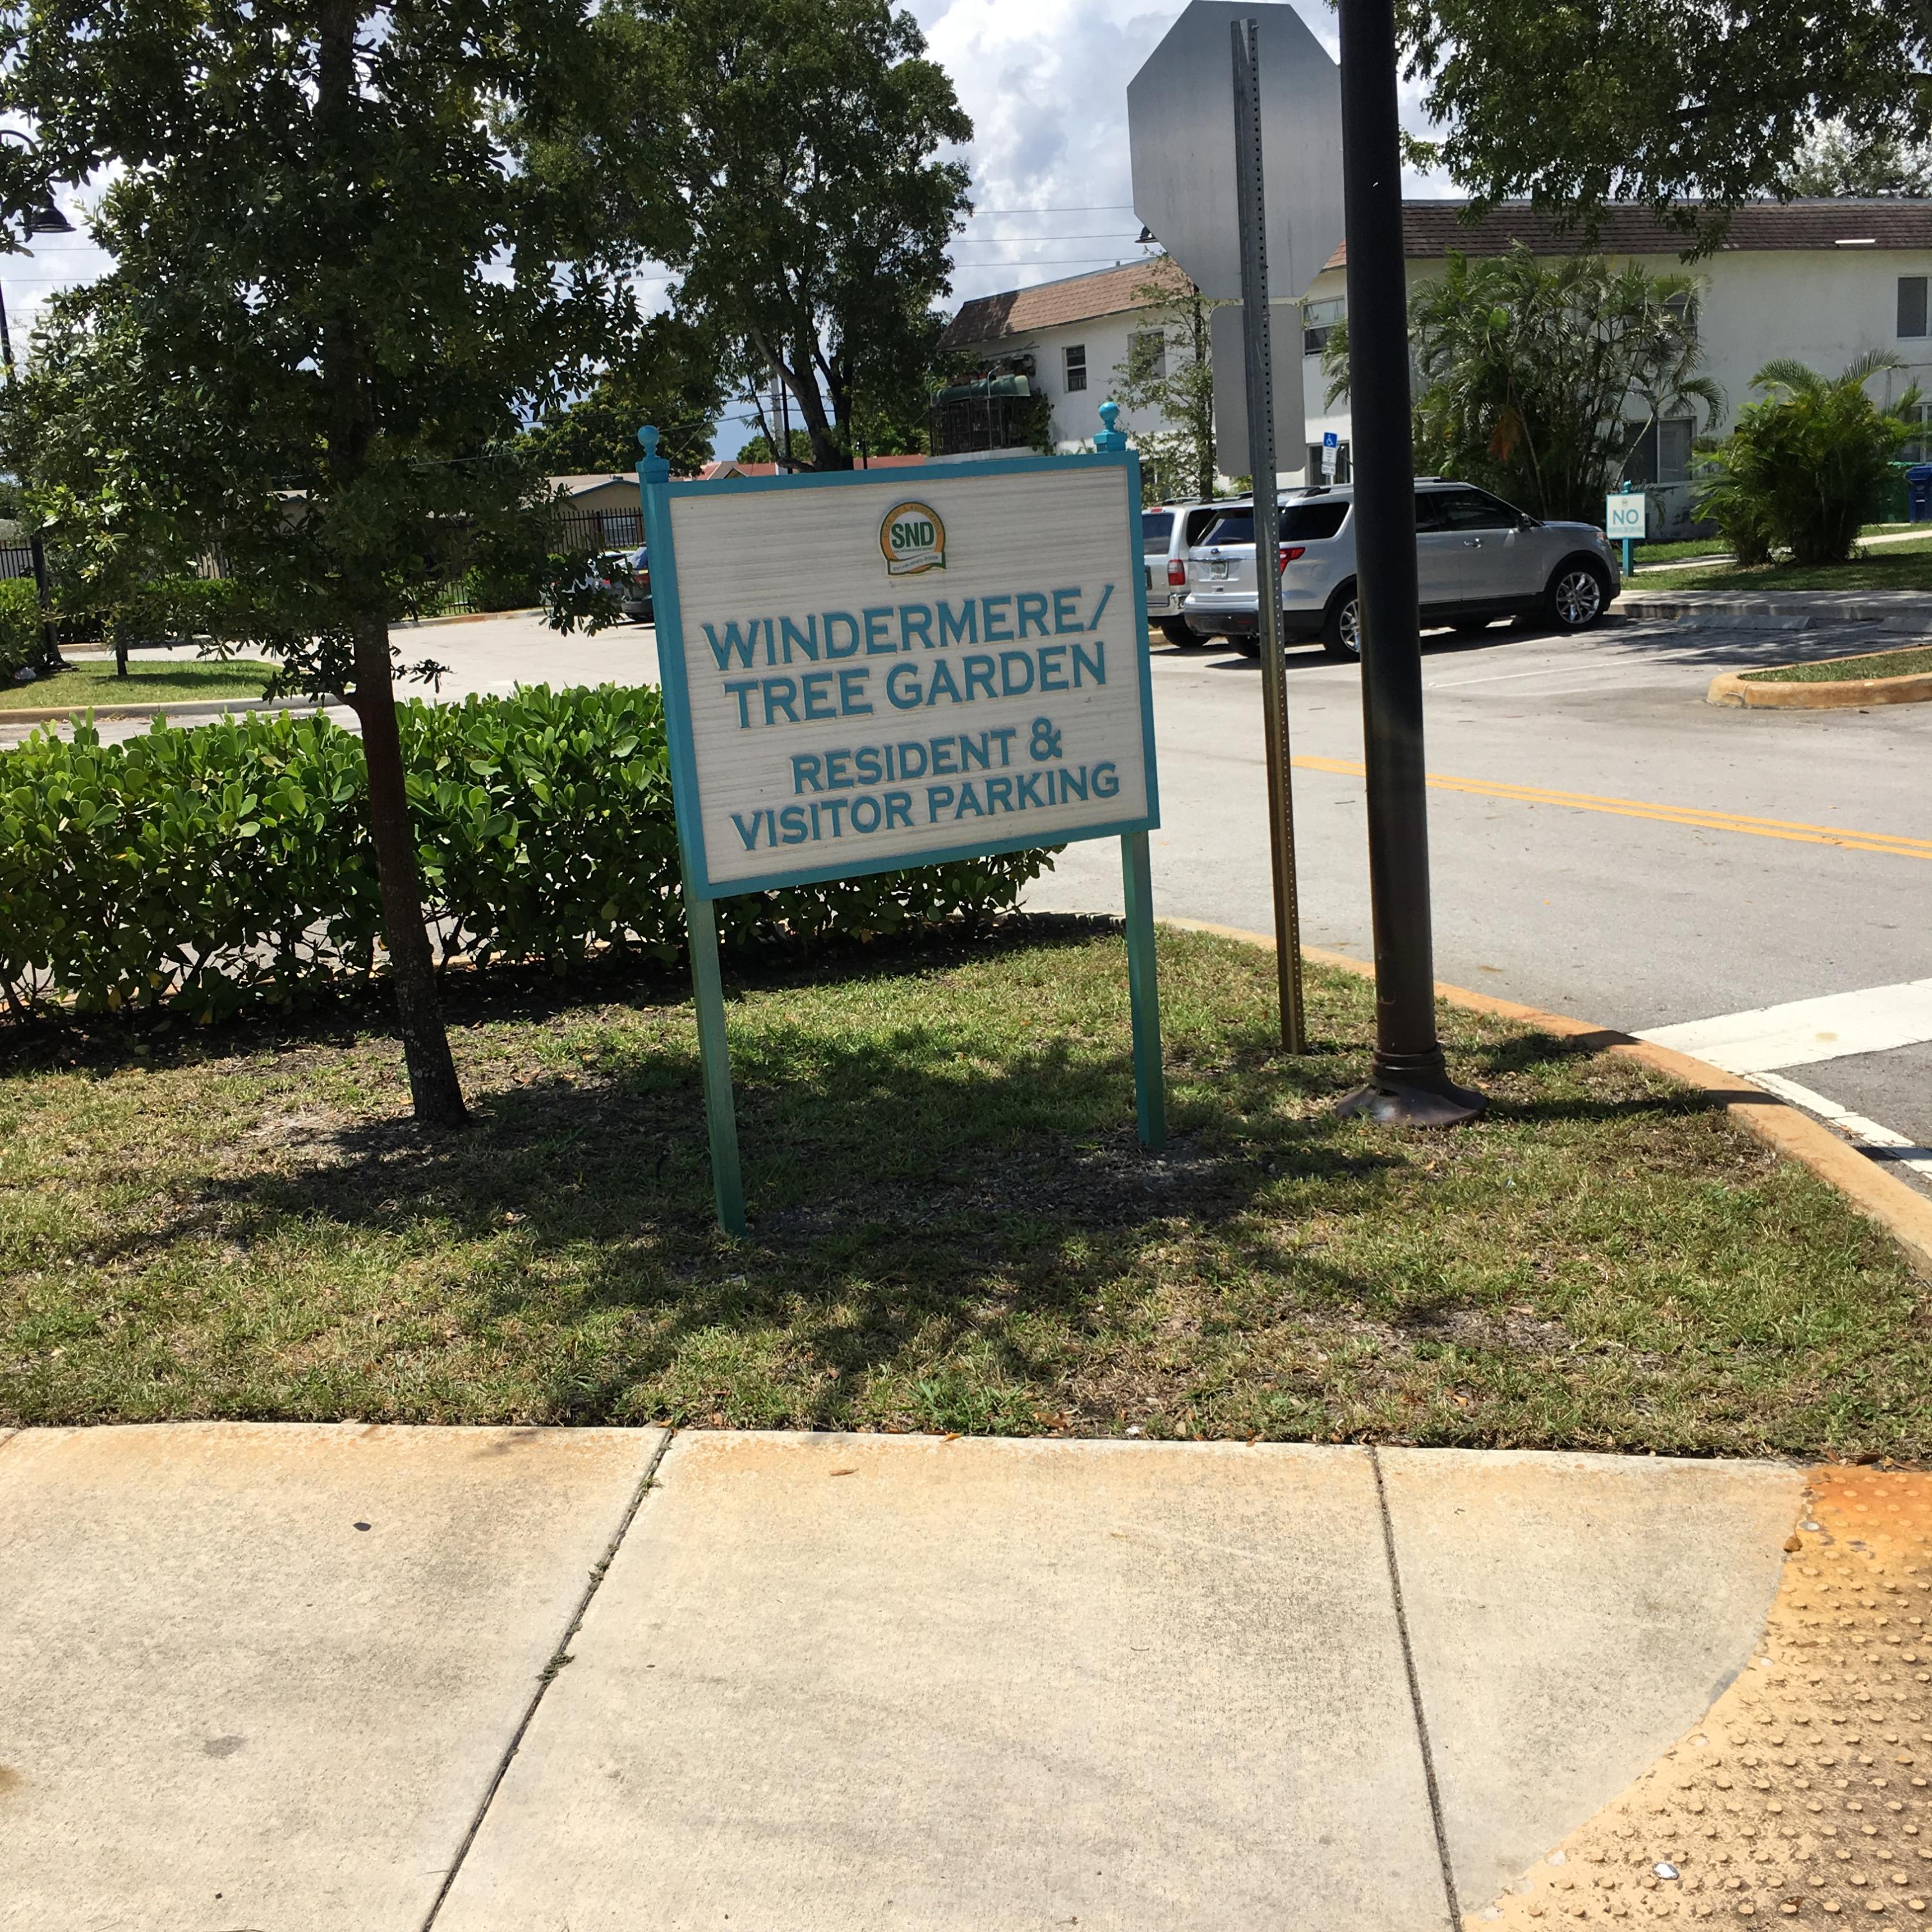 SND
WINDERMERE/
TREE GARDEN
RESIDENT &
VISITOR PARKING
NO